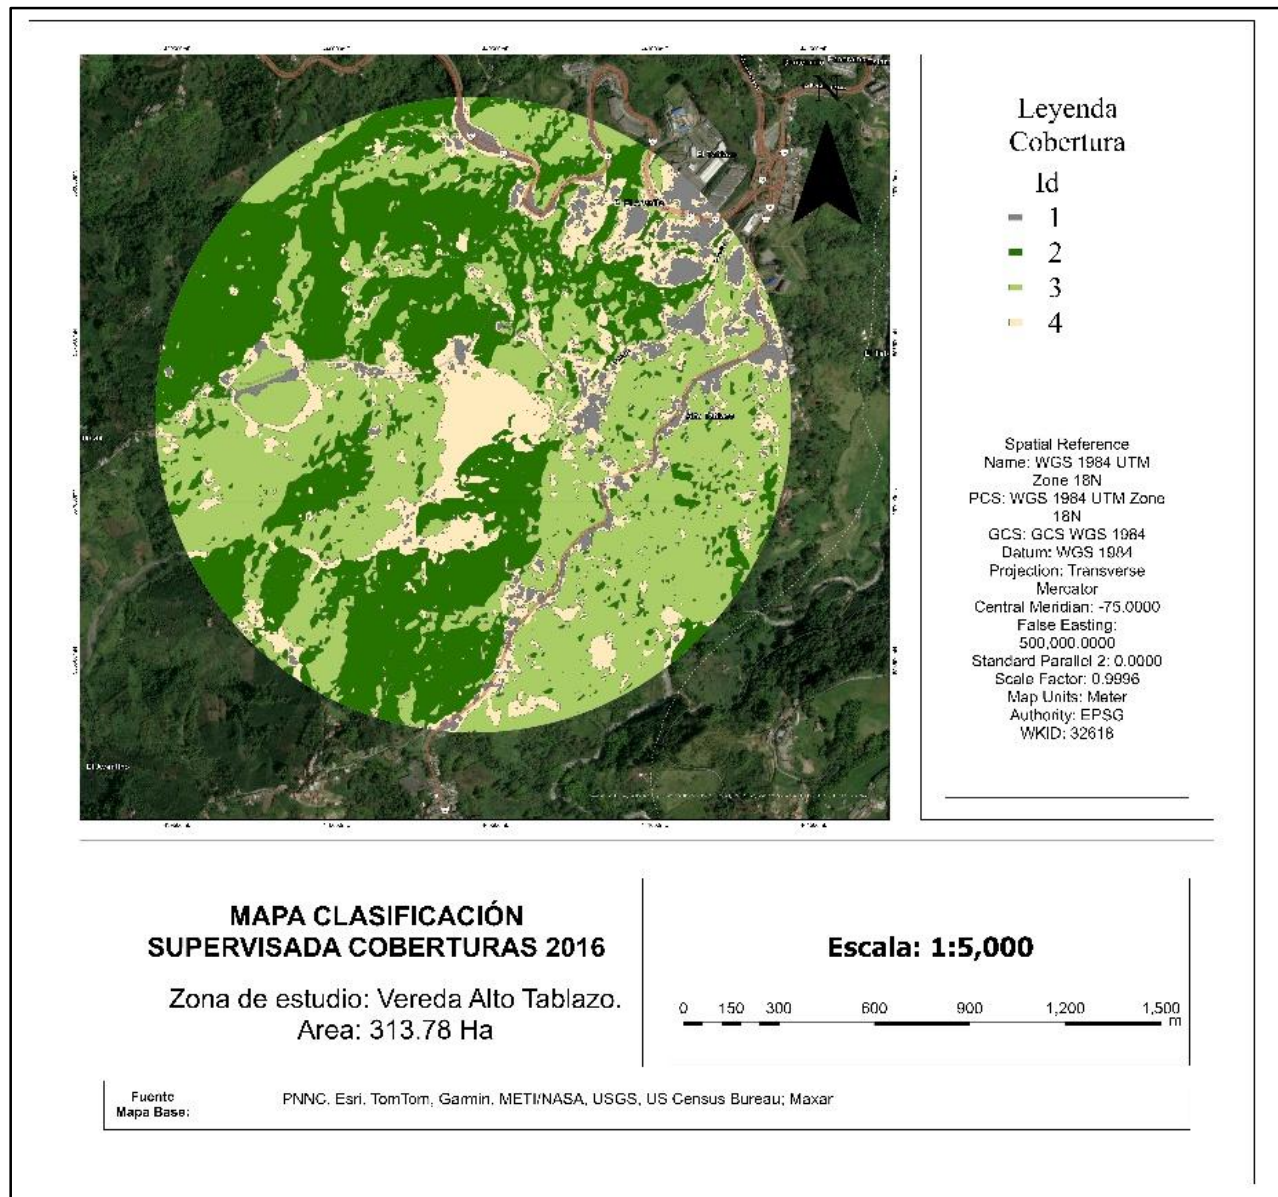 N
Leyenda
Cobertura
Id
1
2
3
4
Spatial Reference
Name: WGS 1984 UTM
Zone 18N
PCS: WGS 1984 UTM Zone
18N
GCS: GCS WGS 1984
Datum: WGS 1984
Projection: Transverse
Mercator
Central Meridian: -75.0000
False Easting:
500,000.0000
Standard Parallel 2: 0.0000
Scale Factor: 0.9996
Map Units: Meter
Authority: EPSG
WKID: 32618
MAPA CLASIFICACIÓN
SUPERVISADA COBERTURAS 2016
Zona de estudio: Vereda Alto Tablazo.
Area: 313.78 Ha
Escala: 1:5,000
0 150 300 600 900 1,200 1,500
m
Fuente
Mapa Base:
PNNC, Esri, TomTom, Garmin, METI/NASA, USGS, US Census Bureau; Maxar